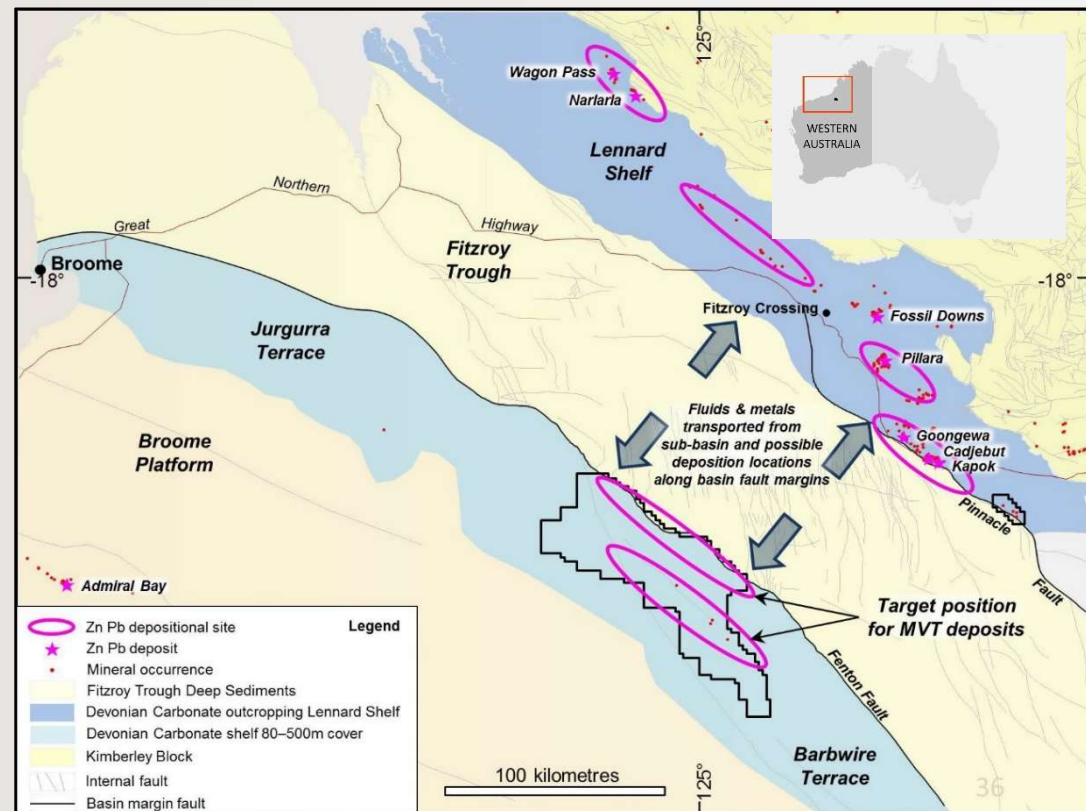 125°
Wagon Pass
Narlarla
WESTERN
AUSTRALIA
Lennard
Shelf
Northern
Great
Highway
Fitzroy
Trough
Broome
-18°
-18°
Fitzroy Crossing
Fossil Downs
Jurgurra
Terrace
Pillara
Fluids & metals
transported from
sub-basin and possible
deposition locations
along basin fault margins
Goongewa
Cadjebut
Kapok
Broome
Platform
Pinnacle
Fault
Admiral Bay
Target position
for MVT deposits
Fenton Fault
Barbwire
Terrace
Legend
Zn Pb depositional site
Zn Pb deposit
Mineral occurrence
Fitzroy Trough Deep Sediments
Devonian Carbonate outcropping Lennard Shelf
Devonian Carbonate shelf 80–500m cover
Kimberley Block
Internal fault
Basin margin fault
100 kilometres
125°
36